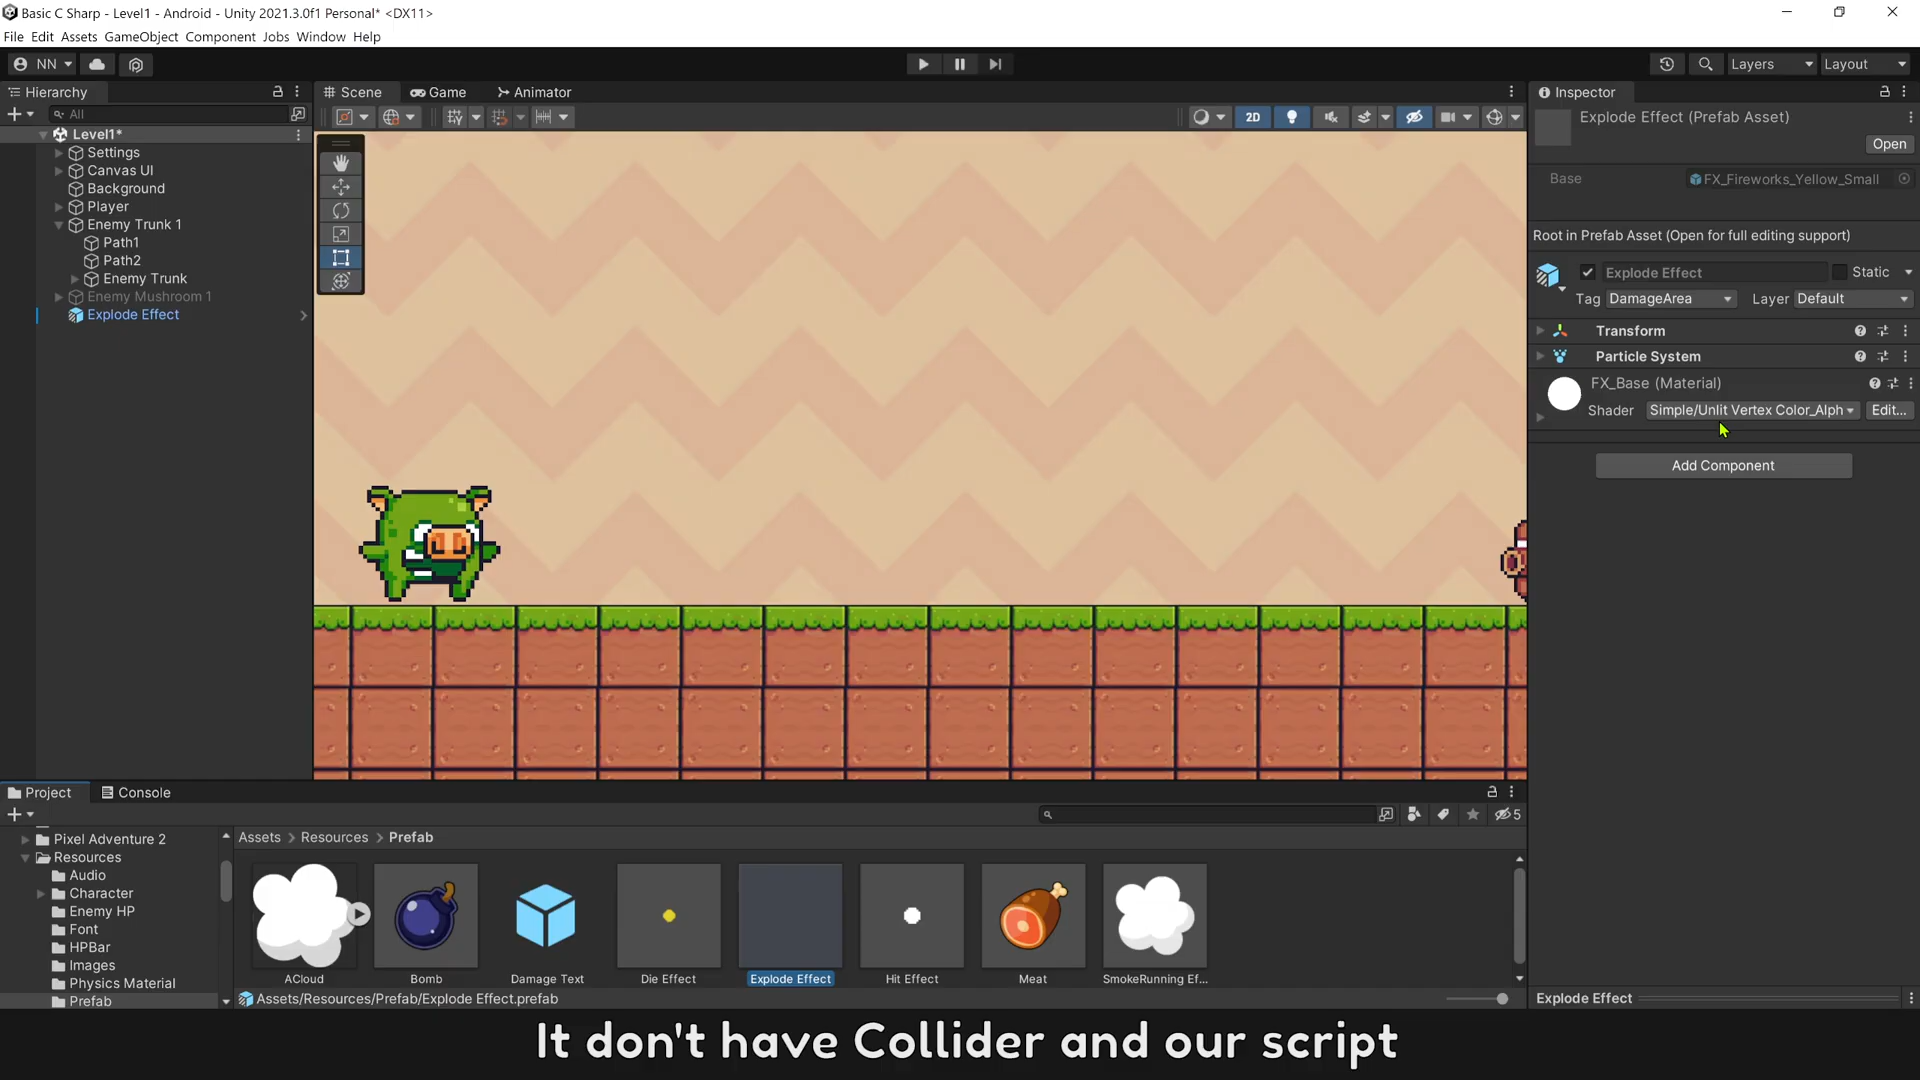 Basic C Sharp - Level1 - Android - Unity 2021.3.0f1 Personal* <DX11>
File Edit Assets GameObject Component Jobs Window Help
NN
Layers
Layout
Hierarchy
Scene
Game
Animator
Inspector
All
2D
Explode Effect (Prefab Asset)
Open
Level1*
Settings
Canvas UI
Background
Player
Enemy Trunk 1
Path1
Path2
Enemy Trunk
Enemy Mushroom 1
Explode Effect
Base
FX_Fireworks_Yellow_Small
Root in Prefab Asset (Open for full editing support)
Explode Effect
Static
Tag DamageArea
Layer Default
Transform
Particle System
FX_Base (Material)
Shader Simple/Unlit Vertex Color_Alph
Edit...
Add Component
Project
Console
5
Pixel Adventure 2
Resources
Audio
Character
Enemy HP
Font
HPBar
Images
Physics Material
Prefab
Assets > Resources > Prefab
ACloud
Bomb
Damage Text
Die Effect
Explode Effect
Hit Effect
Meat
SmokeRunning Ef...
Assets/Resources/Prefab/Explode Effect.prefab
Explode Effect
It don't have Collider and our script